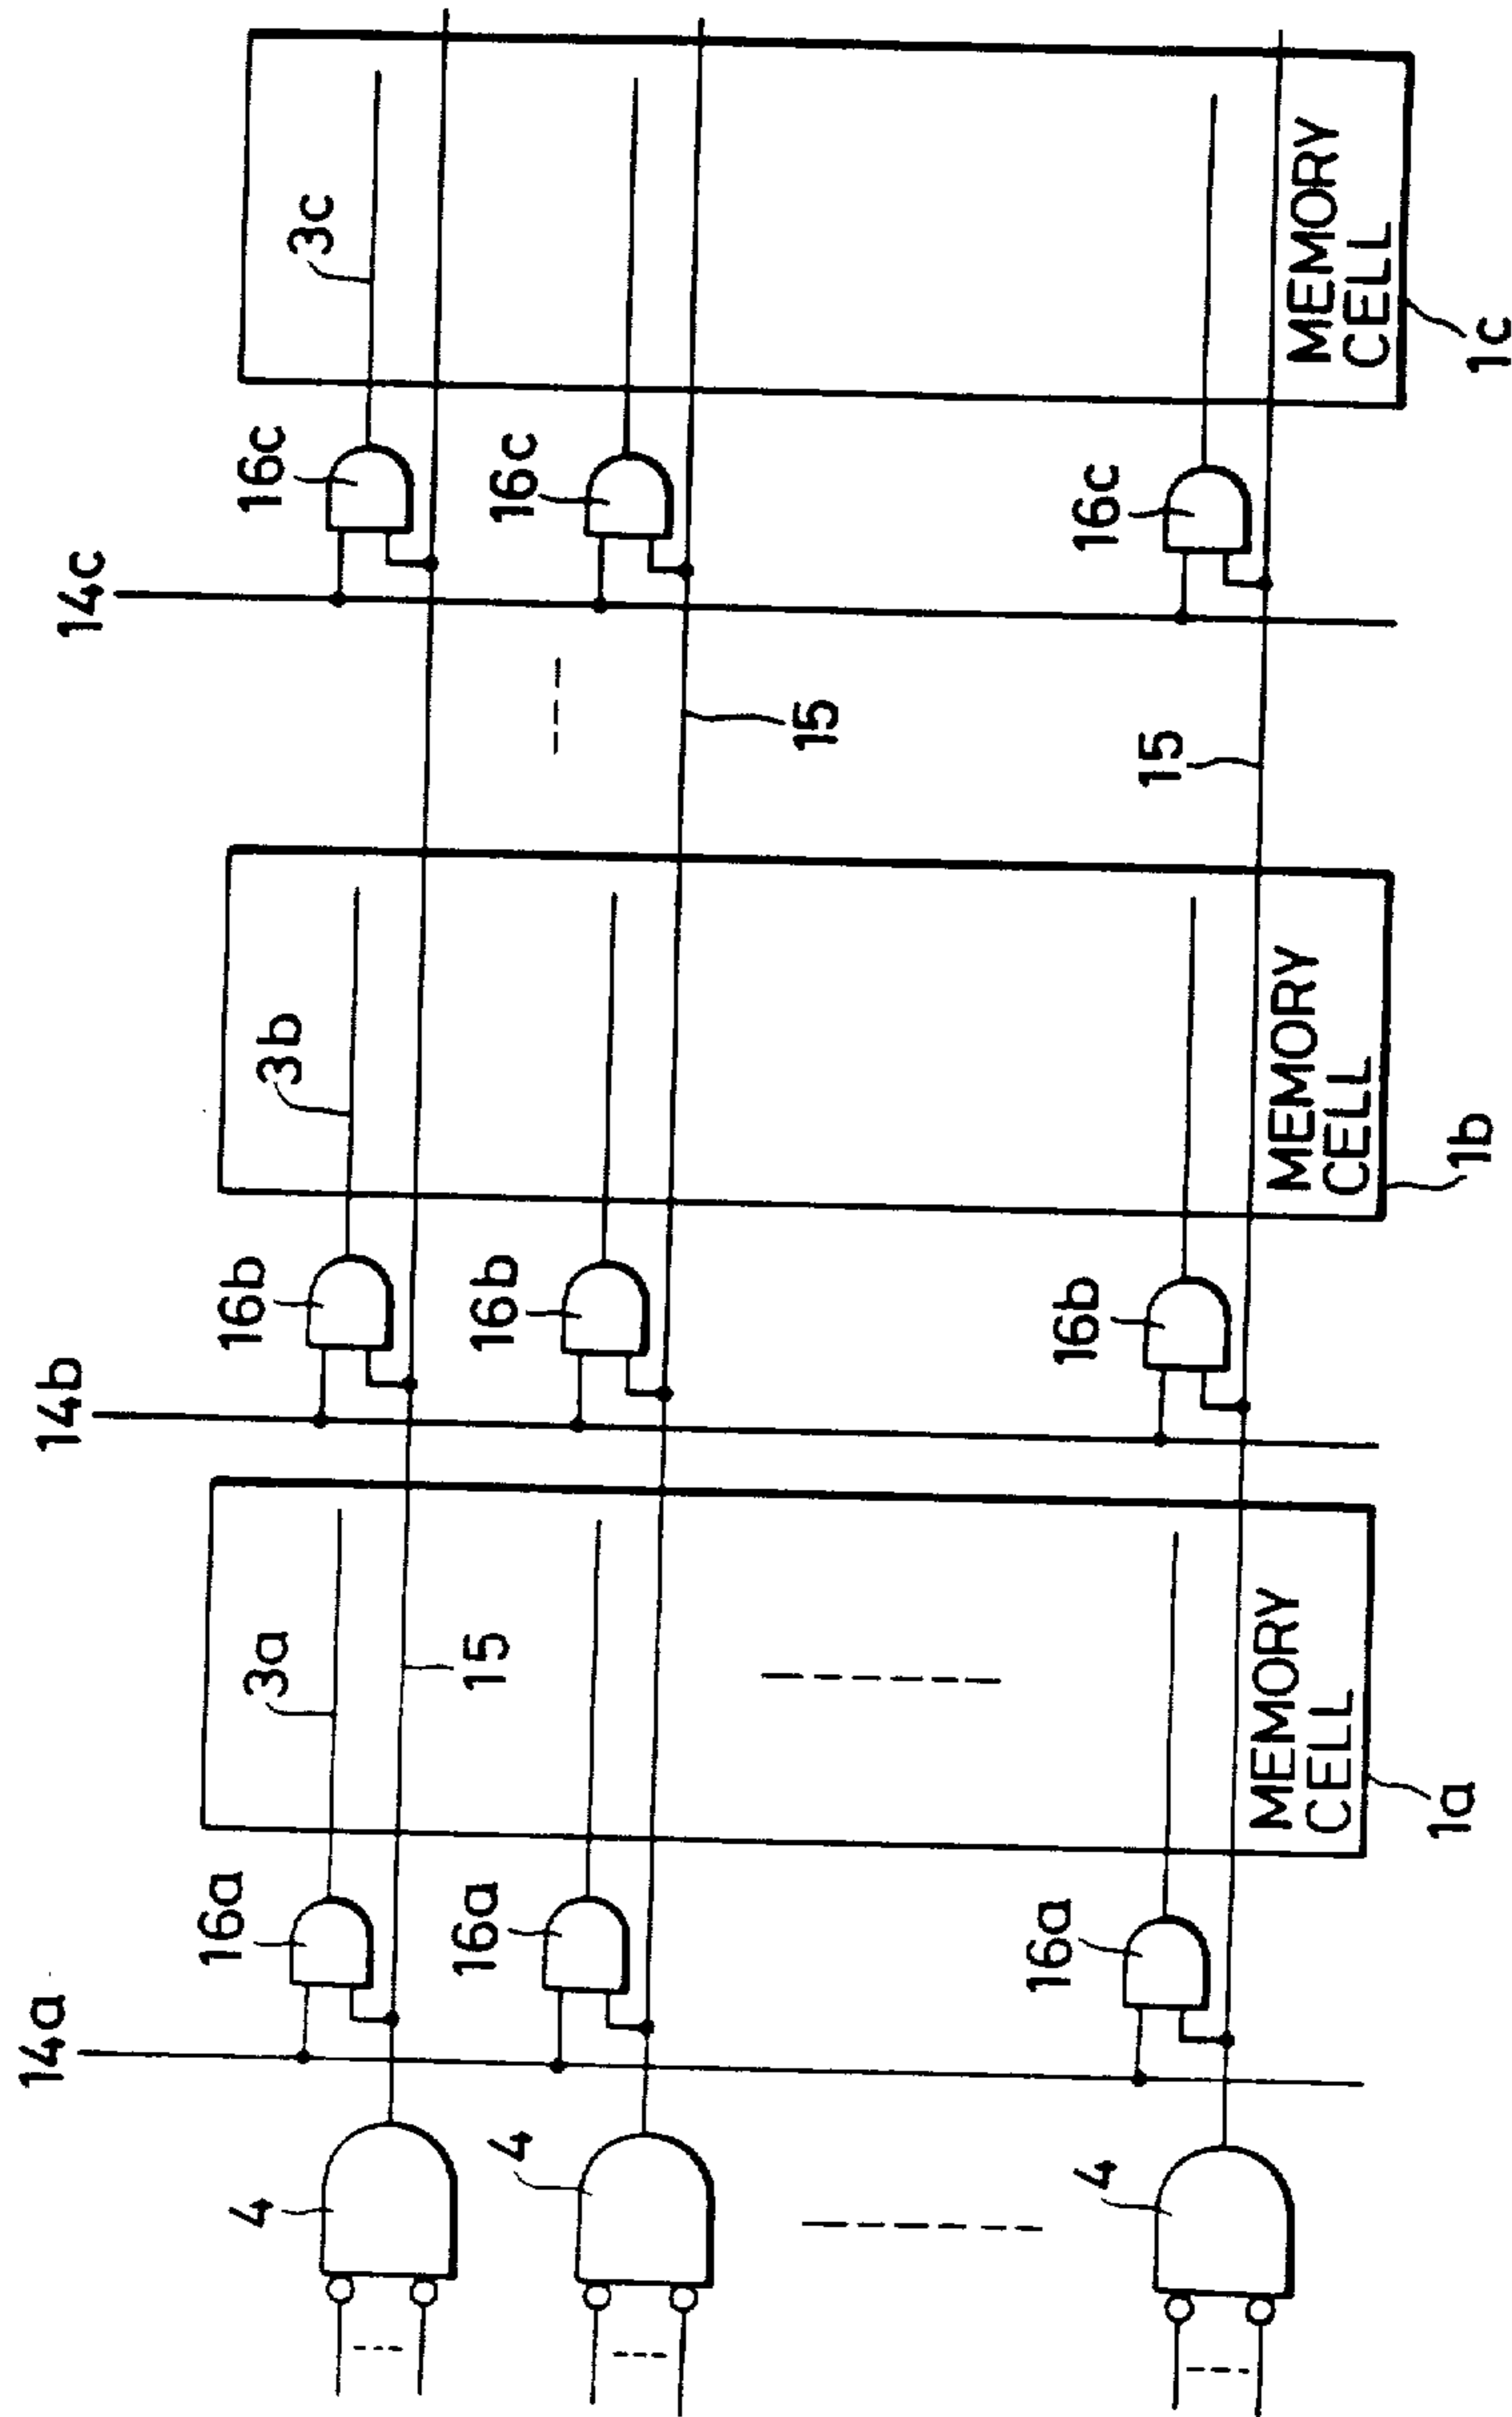 14a
14b
14c
4
16a
3a
16b
3b
16c
3c
4
16a
15
16b
16c
15
4
16a
16b
15
16c
MEMORY
CELL
MEMORY
CELL
MEMORY
CELL
1a
1b
1c